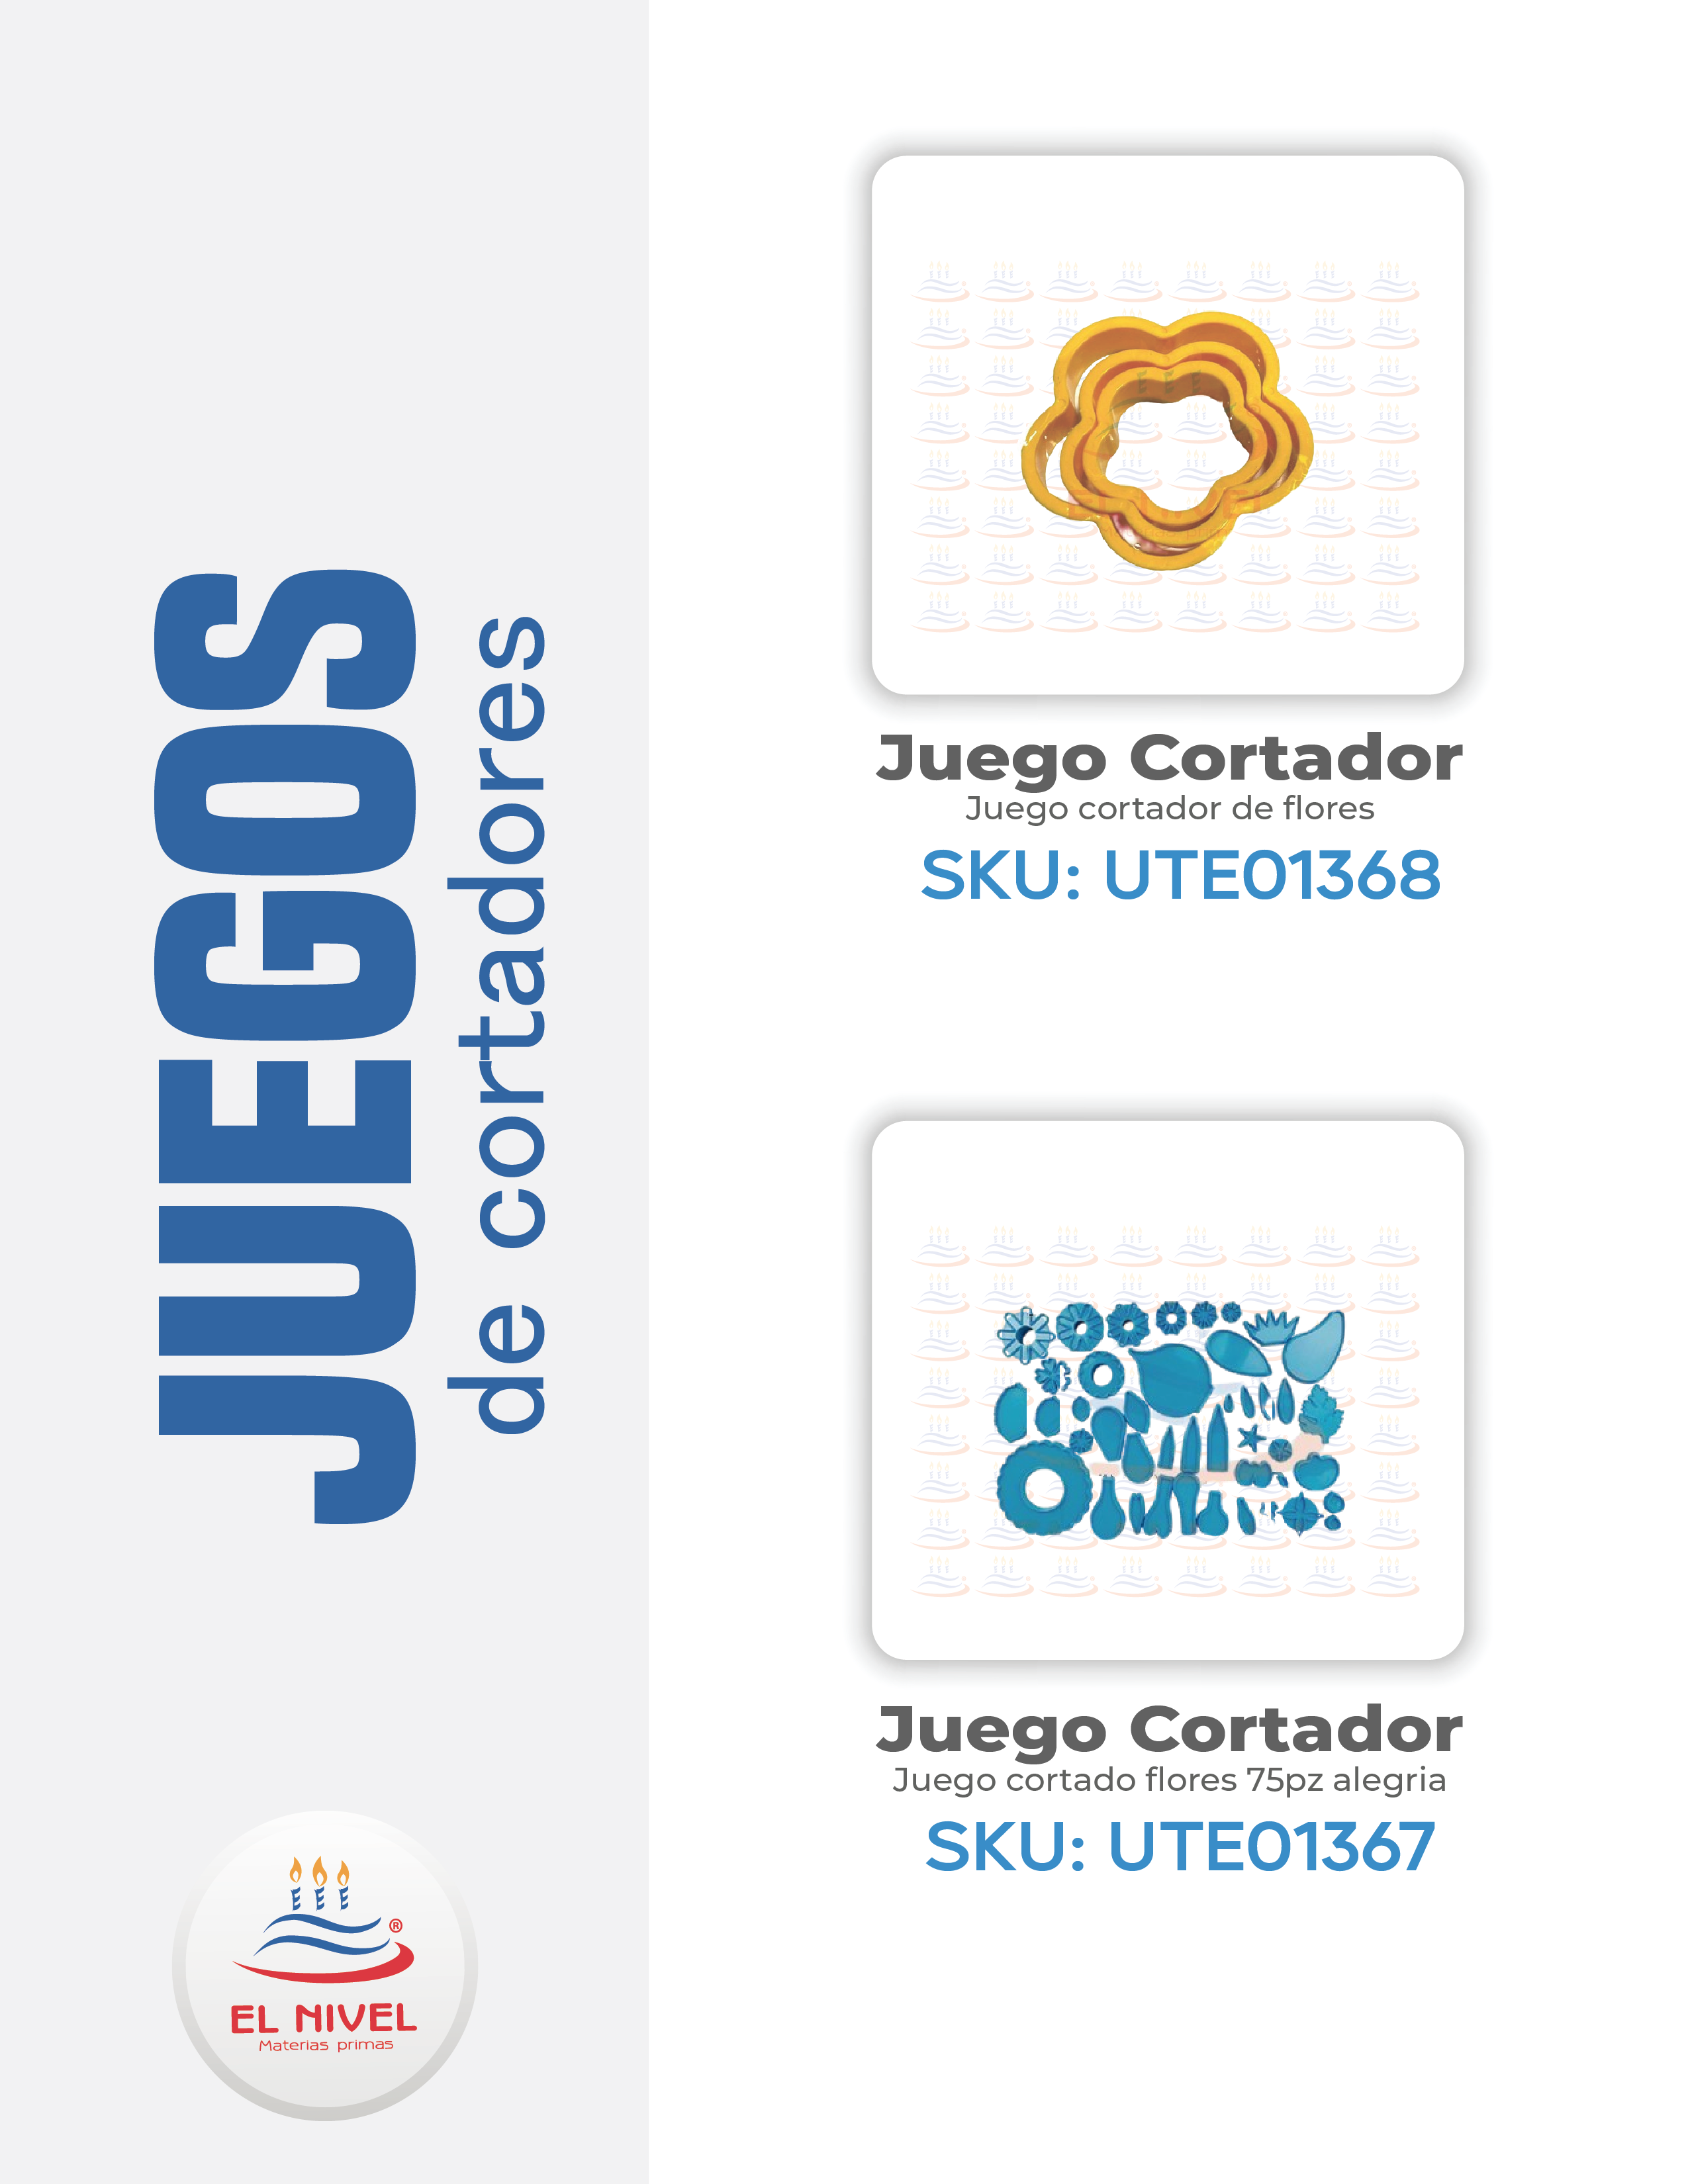 JUEGOS
de cortadores
Juego Cortador
Juego cortador de flores
SKU: UTE01368
Juego Cortador
Juego cortado flores 75pz alegria
SKU: UTE01367
®
EL NIVEL
Materias primas